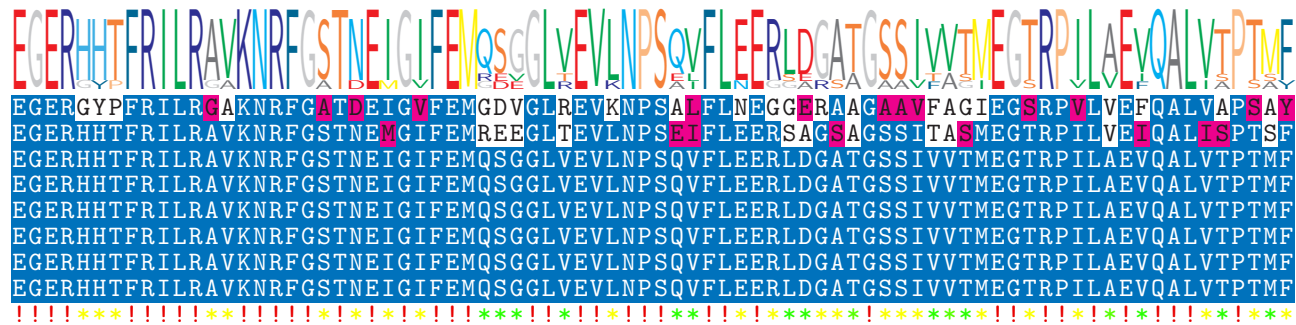 EGERHHTFRILRAVKNRFGSTNEIGIFEMQSGGLVEVLNPSQVFLEERLDGATGSSIVVTMEGTRPILAEVQALVTPTMF
EGERGYPFRILRGAKNRFGATDEIGVFEMGDVGLREVKNPSALFLNEGGERAAGAAVFAGIEGSRPVLVEFQALVAPSAY
EGERHHTFRILRAVKNRFGSTNEMGIFEMREEGLTEVLNPSEIFLEERSAGSAGSSITASMEGTRPILVEIQALISPTSF
EGERHHTFRILRAVKNRFGSTNEIGIFEMQSGGLVEVLNPSQVFLEERLDGATGSSIVVTMEGTRPILAEVQALVTPTMF
EGERHHTFRILRAVKNRFGSTNEIGIFEMQSGGLVEVLNPSQVFLEERLDGATGSSIVVTMEGTRPILAEVQALVTPTMF
EGERHHTFRILRAVKNRFGSTNEIGIFEMQSGGLVEVLNPSQVFLEERLDGATGSSIVVTMEGTRPILAEVQALVTPTMF
EGERHHTFRILRAVKNRFGSTNEIGIFEMQSGGLVEVLNPSQVFLEERLDGATGSSIVVTMEGTRPILAEVQALVTPTMF
EGERHHTFRILRAVKNRFGSTNEIGIFEMQSGGLVEVLNPSQVFLEERLDGATGSSIVVTMEGTRPILAEVQALVTPTMF
EGERHHTFRILRAVKNRFGSTNEIGIFEMQSGGLVEVLNPSQVFLEERLDGATGSSIVVTMEGTRPILAEVQALVTPTMF
!!!!***!!!!!**!!!!!*!*!*!*!!!***!!*!!*!!!**!!*!******!*******!!*!!*!*!*!!!**!***